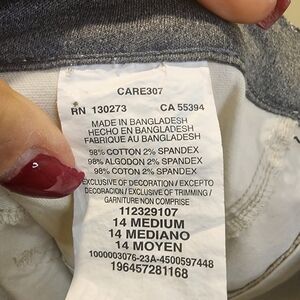 CARE307
RN 130273 CA 55394
MADE IN BANGLADESH
HECHO EN BANGLADESH
FABRIQUE AU BANGLADESH
98% COTTON 2% SPANDEX
98% ALGODON 2% SPANDEX
98% COTON 2% SPANDEX
EXCLUSIVE OF DECORATION / EXCEPTO
DECORACION / EXCLUSIVE OF TRIMMING /
GARNITURE NON COMPRISE
112329107
14 MEDIUM
14 MEDIANO
14 MOYEN
1000003076-23A-4500597448
196457281168